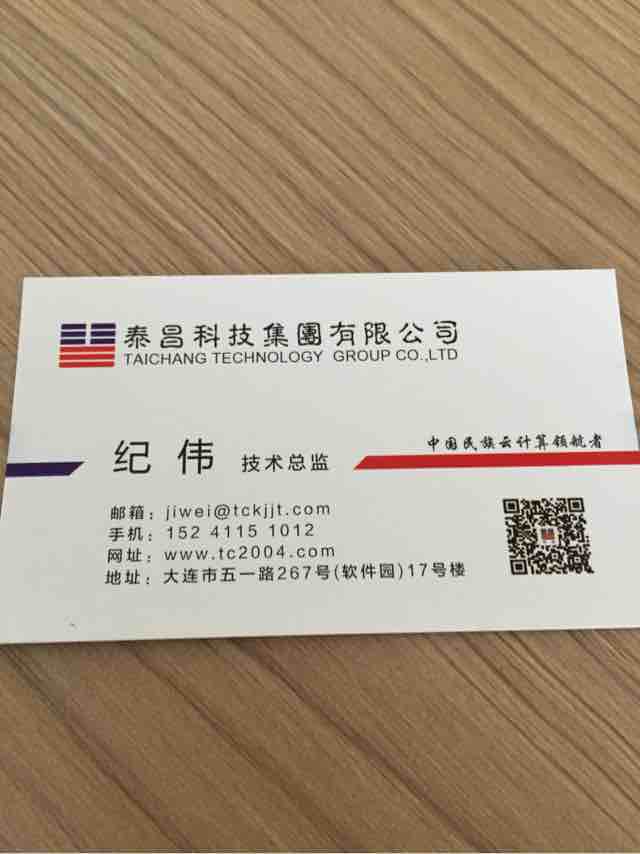 泰昌科技集團有限公司
TAICHANG TECHNOLOGY GROUP CO.,LTD
纪 伟 技术总监
中国民族云计算领航者
邮箱：jiwei@tckjjt.com
手机：152 4115 1012
网址：www.tc2004.com
地址：大连市五一路267号(软件园)17号楼